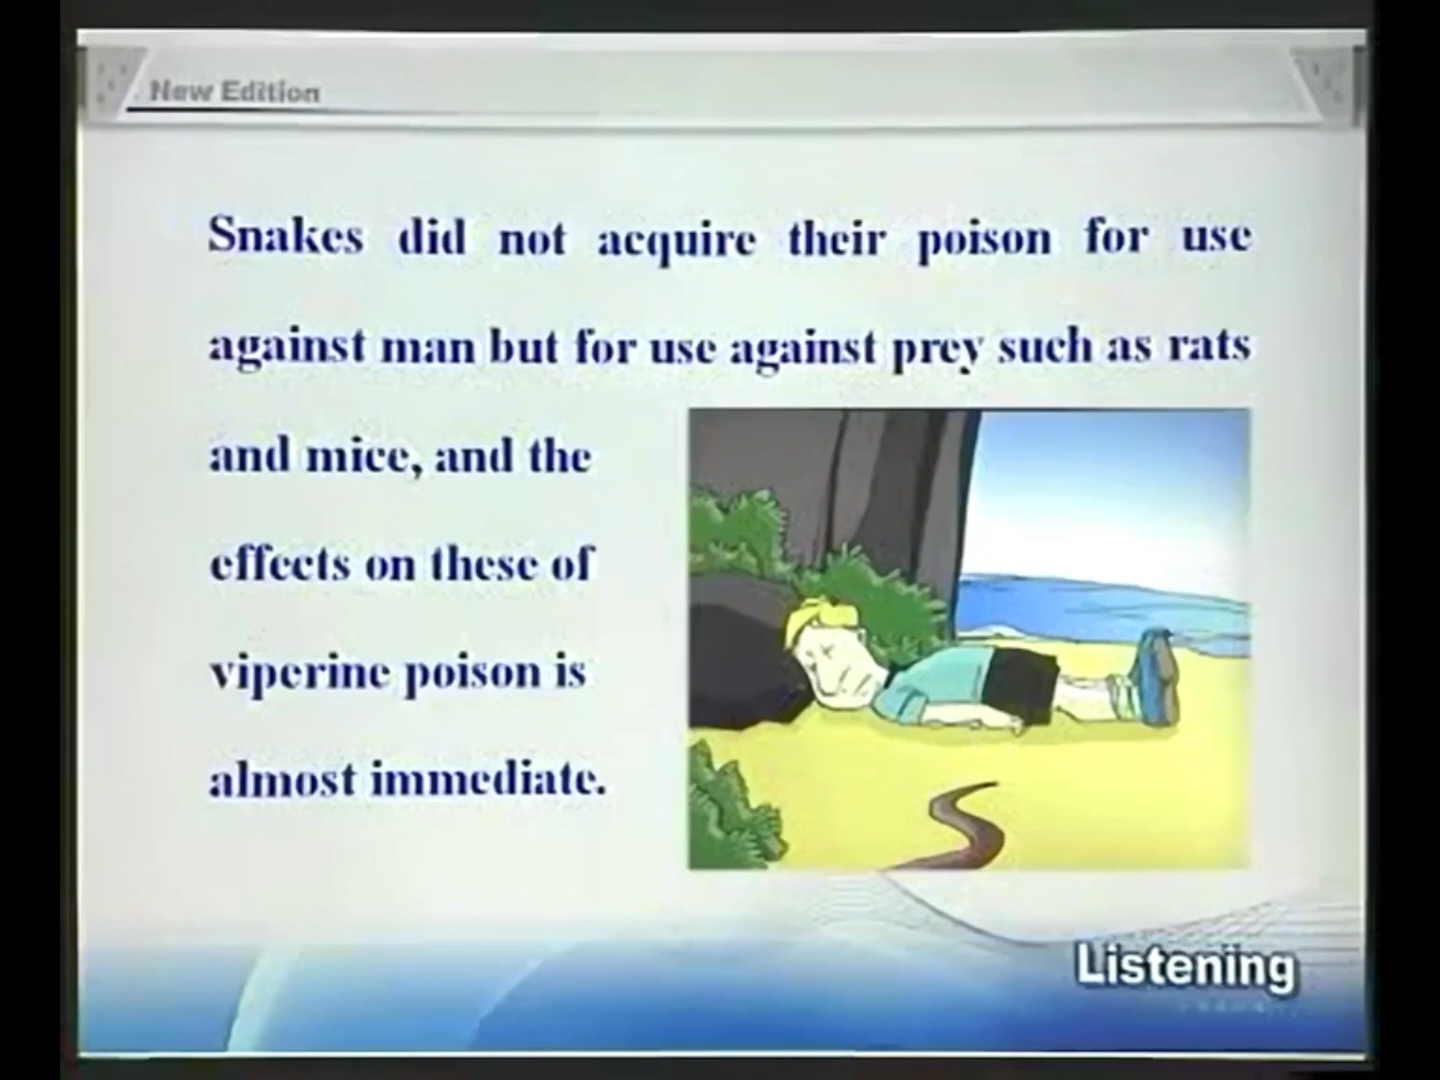 New Edition
Snakes did not acquire their poison for use
against man but for use against prey such as rats
and mice, and the
effects on these of
viperine poison is
almost immediate.
Listening